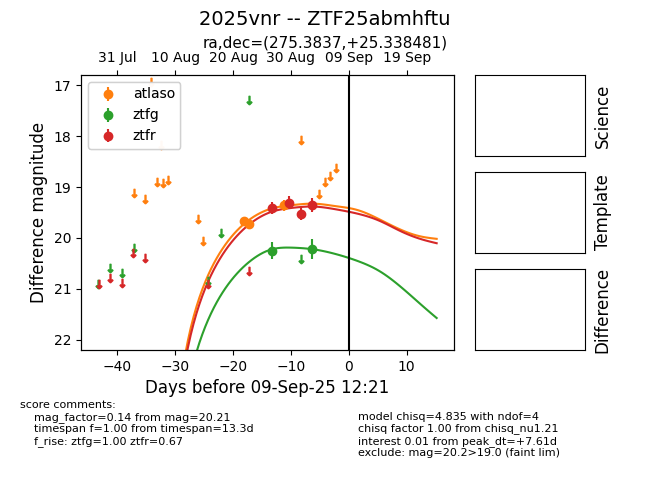 2025vnr -- ZTF25abmhftu
ra,dec=(275.3837,+25.338481)
31 Jul 10 Aug 20 Aug 30 Aug 09 Sep 19 Sep
17
18
19
20
21
22
Difference magnitude
atlaso
ztfg
ztfr
−40 −30 −20 −10 0 10
Days before 09-Sep-25 12:21
Science
Template
Difference
score comments:
mag_factor=0.14 from mag=20.21
timespan f=1.00 from timespan=13.3d
f_rise: ztfg=1.00 ztfr=0.67
model chisq=4.835 with ndof=4
chisq factor 1.00 from chisq_nu1.21
interest 0.01 from peak_dt=+7.61d
exclude: mag=20.2>19.0 (faint lim)